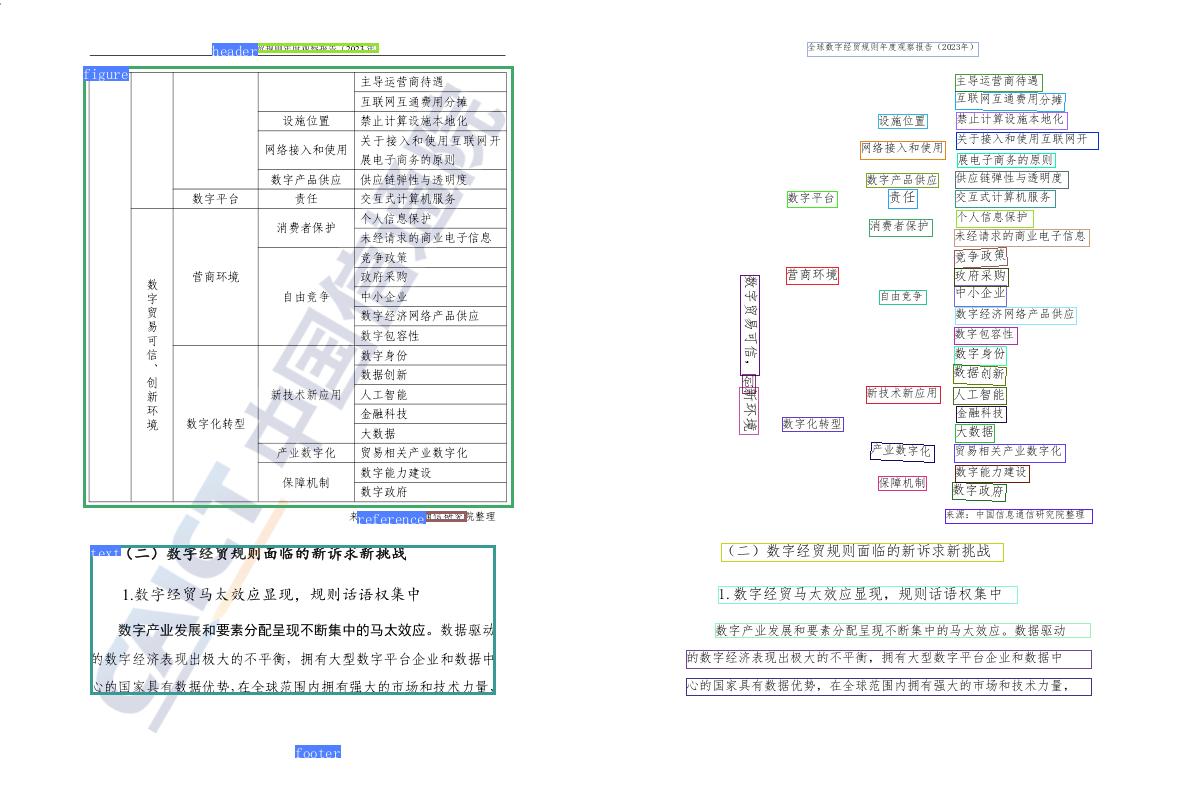 header 贸规则年度观察报告（2023年）
figure
主导运营商待遇
互联网互通费用分摊
设施位置 禁止计算设施本地化
网络接入和使用 关于接入和使用互联网开
展电子商务的原则
数字产品供应 供应链弹性与透明度
数字平台 责任 交互式计算机服务
数字贸易可信、创新环境
营商环境
消费者保护 个人信息保护
未经请求的商业电子信息
自由竞争
竞争政策
政府采购
中小企业
数字经济网络产品供应
数字包容性
数字化转型
新技术新应用
数字身份
数据创新
人工智能
金融科技
大数据
产业数字化 贸易相关产业数字化
保障机制 数字能力建设
数字政府
来 reference 通信研究院整理
text （二）数字经贸规则面临的新诉求新挑战
1.数字经贸马太效应显现，规则话语权集中
数字产业发展和要素分配呈现不断集中的马太效应。数据驱动
的数字经济表现出极大的不平衡，拥有大型数字平台企业和数据中
心的国家具有数据优势，在全球范围内拥有强大的市场和技术力量，
footer
CAICT 中国信通院
全球数字经贸规则年度观察报告（2023年）
主导运营商待遇
互联网互通费用分摊
设施位置 禁止计算设施本地化
网络接入和使用 关于接入和使用互联网开
展电子商务的原则
数字产品供应 供应链弹性与透明度
数字平台 责任 交互式计算机服务
消费者保护 个人信息保护
未经请求的商业电子信息
竞争政策
营商环境 政府采购
自由竞争 中小企业
数字经济网络产品供应
数字包容性
数字贸易可信，
新环境
数字身份
数据创新
新技术新应用 人工智能
金融科技
数字化转型 大数据
产业数字化 贸易相关产业数字化
数字能力建设
保障机制 数字政府
来源：中国信息通信研究院整理
（二）数字经贸规则面临的新诉求新挑战
1.数字经贸马太效应显现，规则话语权集中
数字产业发展和要素分配呈现不断集中的马太效应。数据驱动
的数字经济表现出极大的不平衡，拥有大型数字平台企业和数据中
心的国家具有数据优势，在全球范围内拥有强大的市场和技术力量，